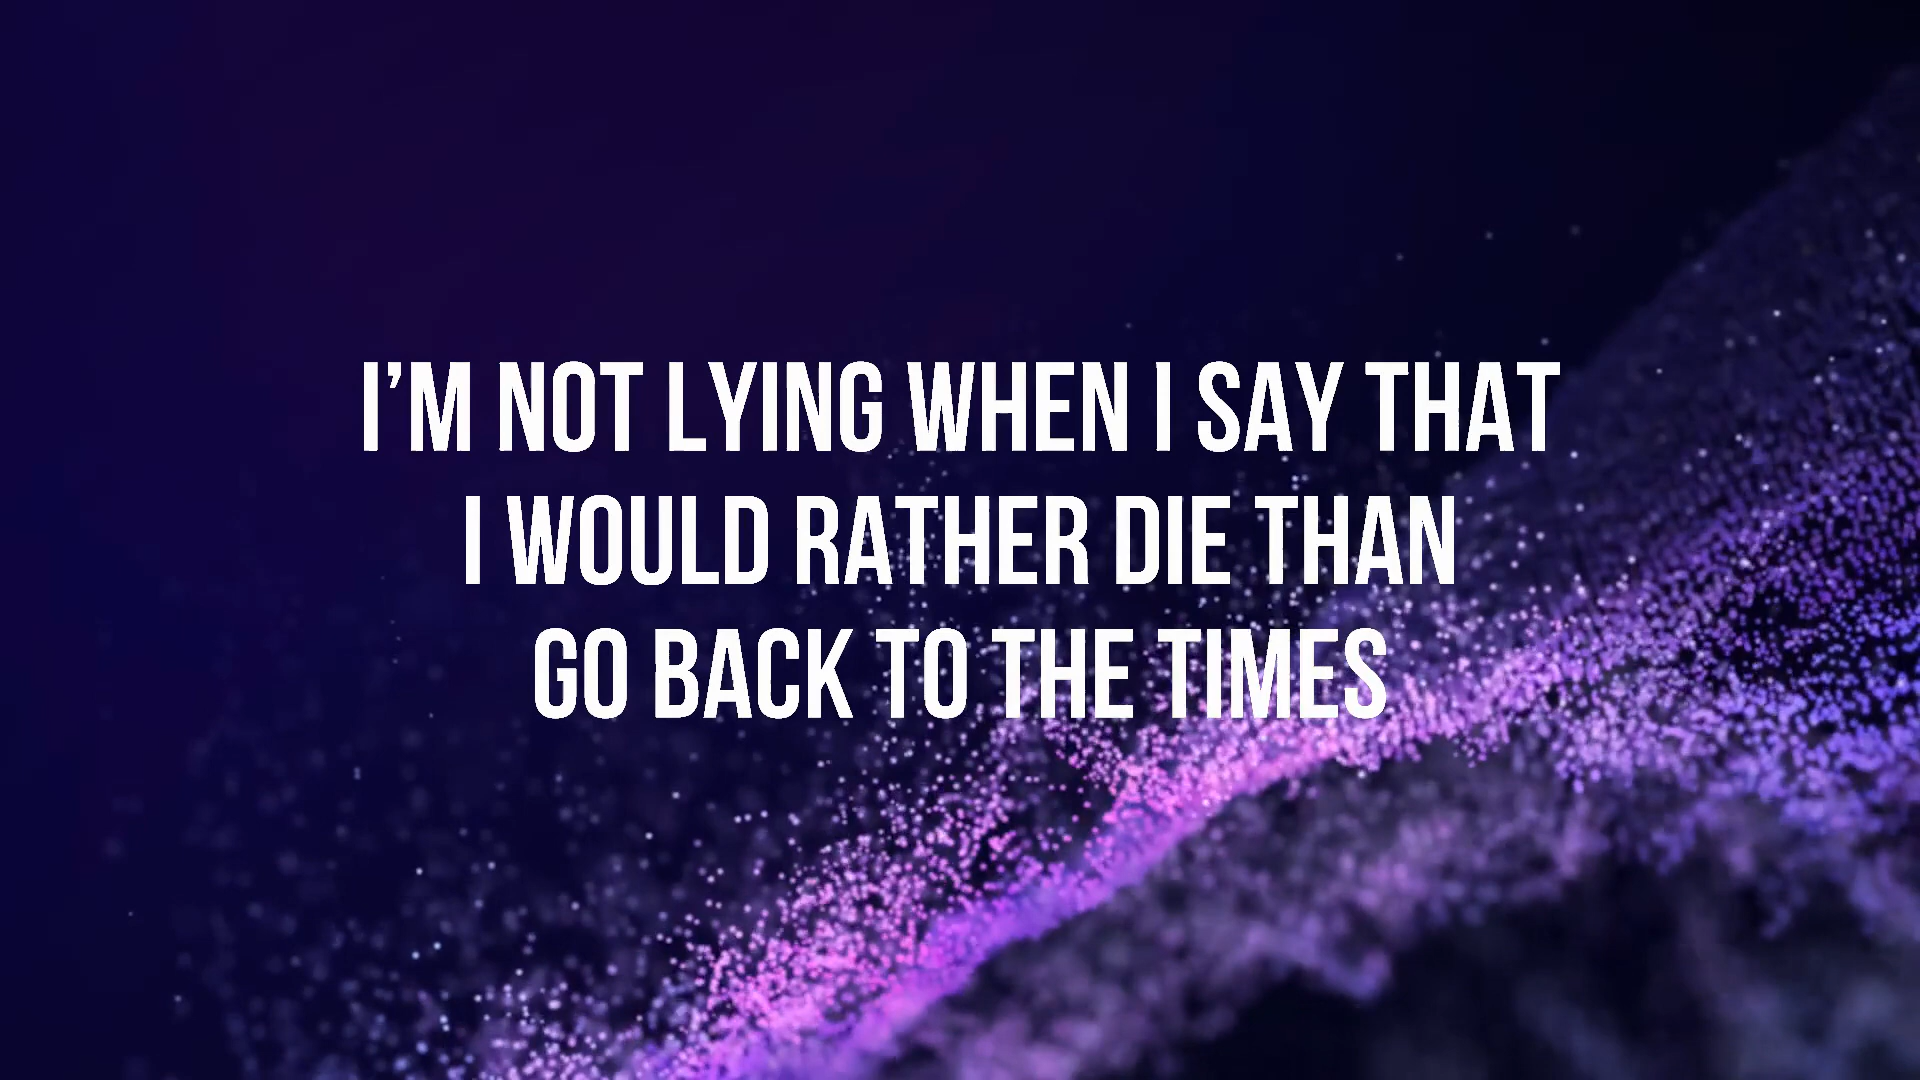 I'M NOT LYING WHEN I SAY THAT
I WOULD RATHER DIE THAN
GO BACK TO THE TIMES